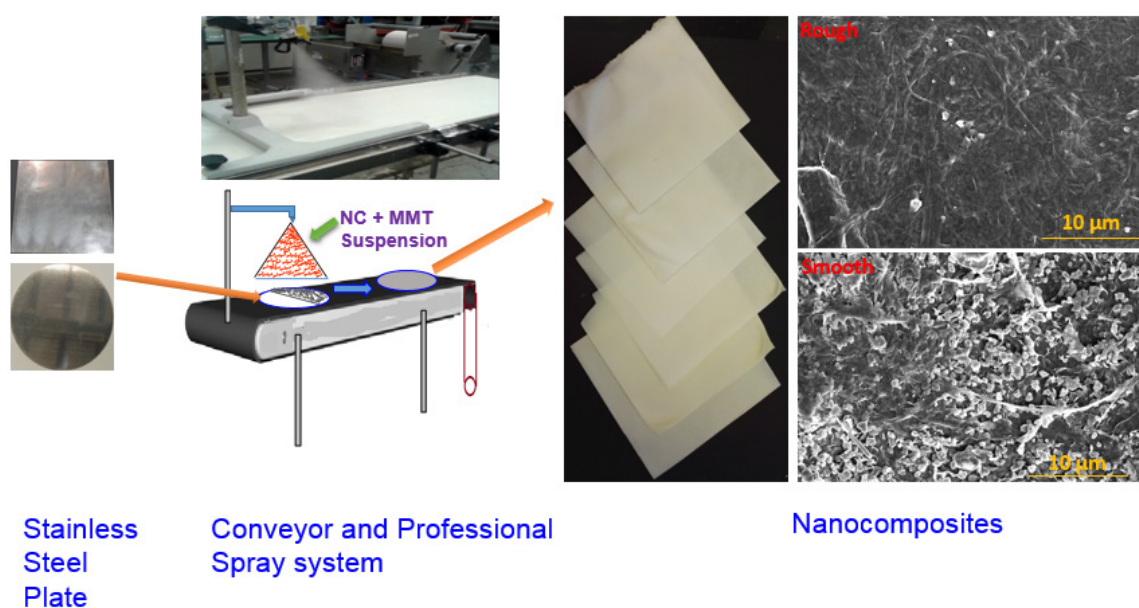 Rough
10 µm
NC + MMT
Suspension
Smooth
10 µm
Stainless
Steel
Plate
Conveyor and Professional
Spray system
Nanocomposites